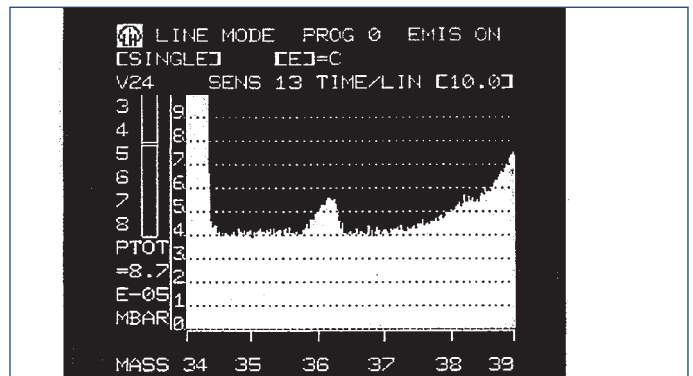 LINE MODE PROG 0 EMIS ON
[SINGLE] [E]=C
V24 SENS 13 TIME/LIN [10.0]
3
4
5
6
7
8
9
8
7
6
5
4
3
2
1
0
PTOT
=8.7
E-05
MBAR
MASS 34 35 36 37 38 39